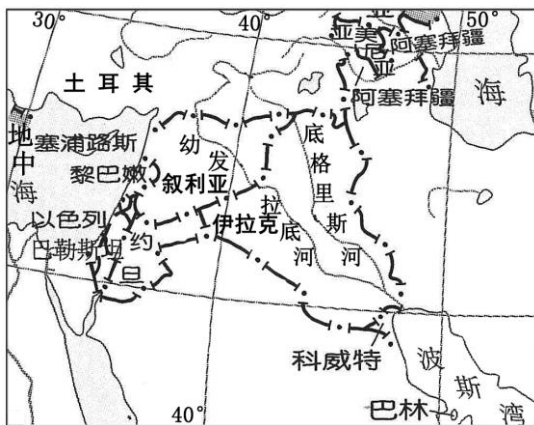 30°
40°
50°
亚美尼亚
亚
阿塞拜疆
阿塞拜疆
海
土耳其
地中海
塞浦路斯
黎巴嫩
叙利亚
幼发拉底河
底格里斯河
伊拉克
以色列
巴勒斯坦
约旦
科威特
波斯湾
巴林
40°